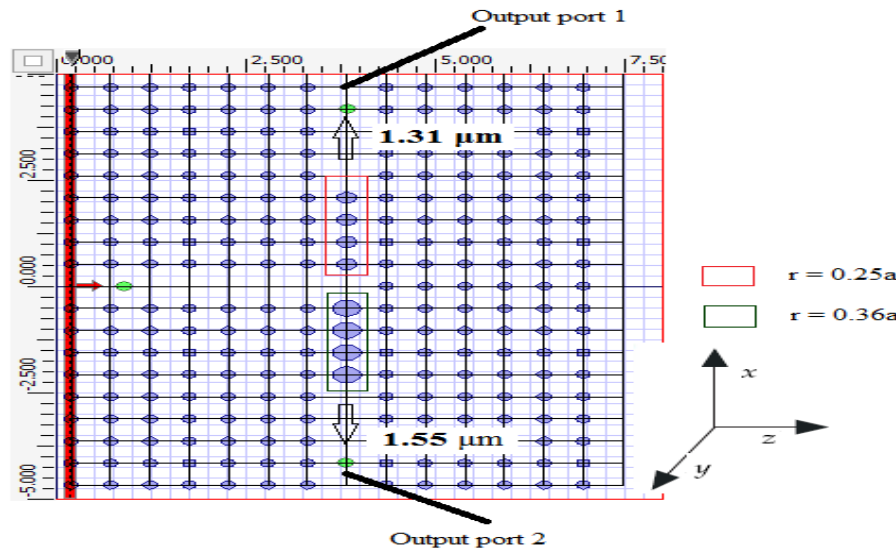 Output port 1
0.000 2.500 5.000 7.50
1.31 μm
2.500
0.000
-2.500
-5.000
r = 0.25a
r = 0.36a
x
z
y
1.55 μm
Output port 2